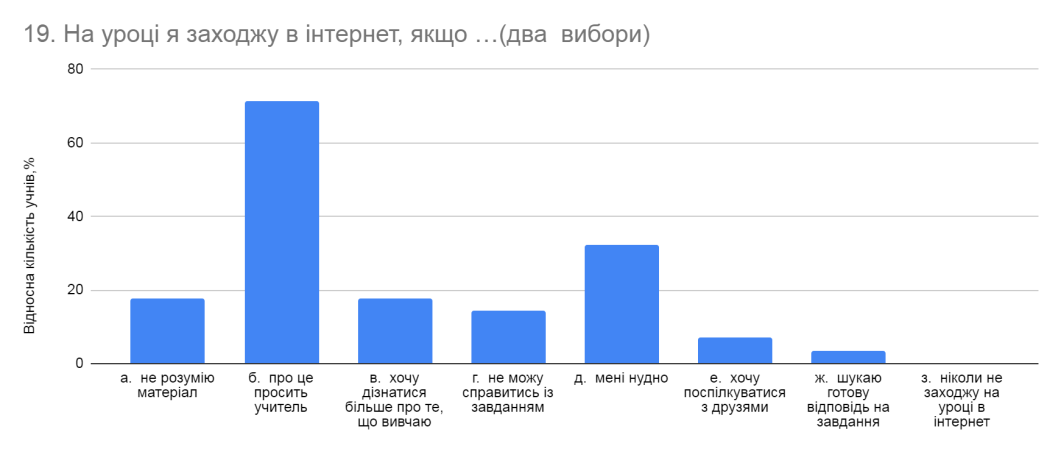 19. На уроці я заходжу в інтернет, якщо …(два  вибори)
Відносна кількість учнів,%
80
60
40
20
0
а.  не розумію
матеріал
б.  про це
просить
учитель
в.  хочу
дізнатися
більше про те,
що вивчаю
г.  не можу
справитись із
завданням
д.  мені нудно
е.  хочу
поспілкуватися
з друзями
ж.  шукаю
готову
відповідь на
завдання
з.  ніколи не
заходжу на
уроці в
інтернет